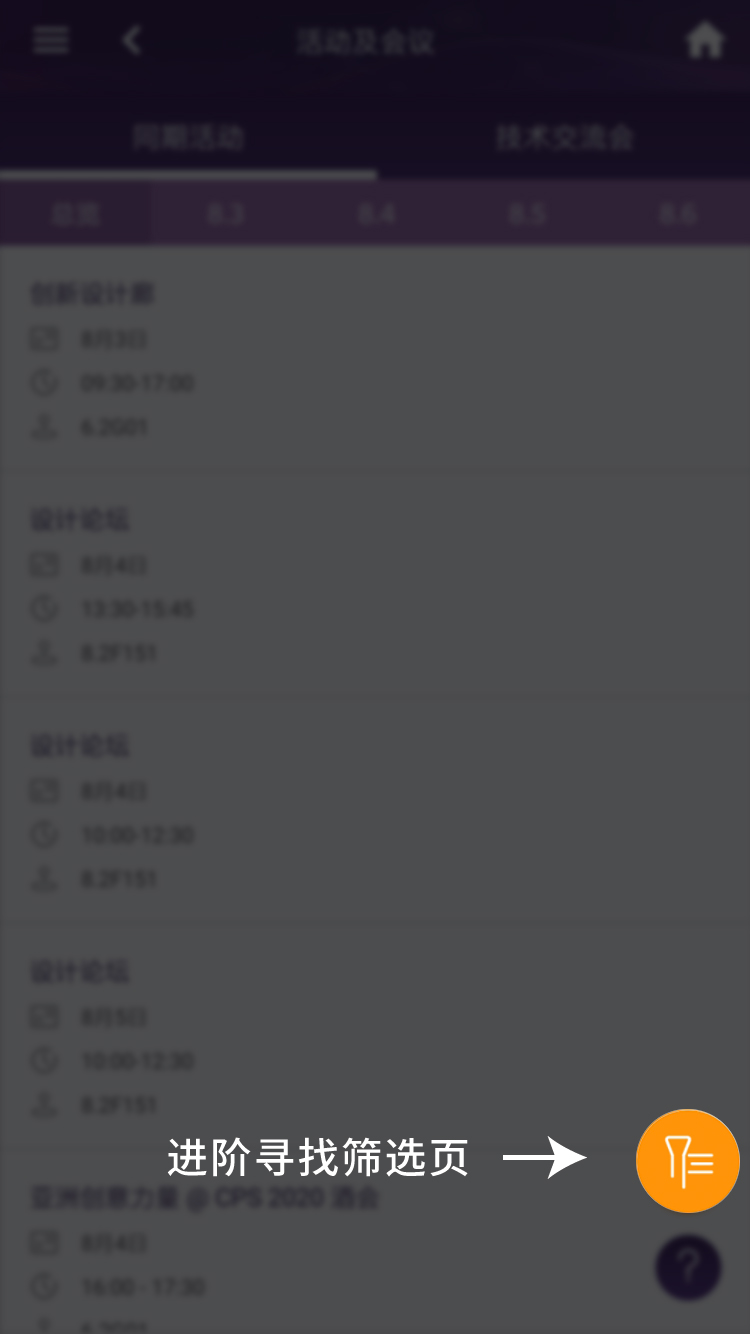 活动及会议
同期活动 技术交流会
总览 8.3 8.4 8.5 8.6
创新设计廊
8月3日
09:30-17:00
6.2G01
设计论坛
8月4日
13:30-15:45
8.2F151
设计论坛
8月4日
10:00-12:30
8.2F151
设计论坛
8月5日
10:00-12:30
8.2F151
进阶寻找筛选页
亚洲创意力量 @ CPS 2020 酒会
8月4日
16:00 - 17:30
?
6.2G01